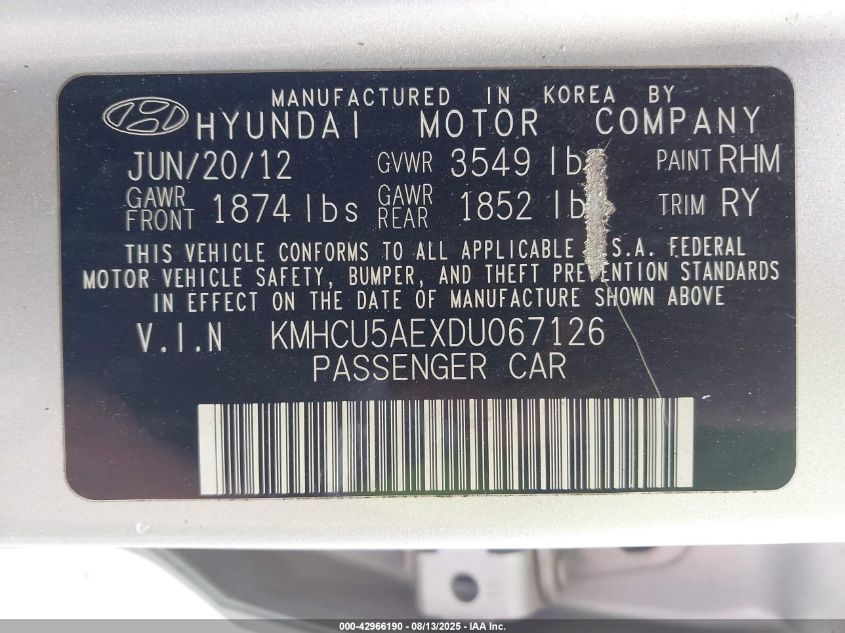 MANUFACTURED IN KOREA BY
HYUNDAI MOTOR COMPANY
JUN/20/12 GVWR 3549 lb PAINT RHM
GAWR FRONT 1874 lbs GAWR REAR 1852 lb TRIM RY
THIS VEHICLE CONFORMS TO ALL APPLICABLE U.S.A. FEDERAL
MOTOR VEHICLE SAFETY, BUMPER, AND THEFT PREVENTION STANDARDS
IN EFFECT ON THE DATE OF MANUFACTURE SHOWN ABOVE
V.I.N KMHCU5AEXDU067126
PASSENGER CAR
000-42966190 - 08/13/2025 - IAA Inc.